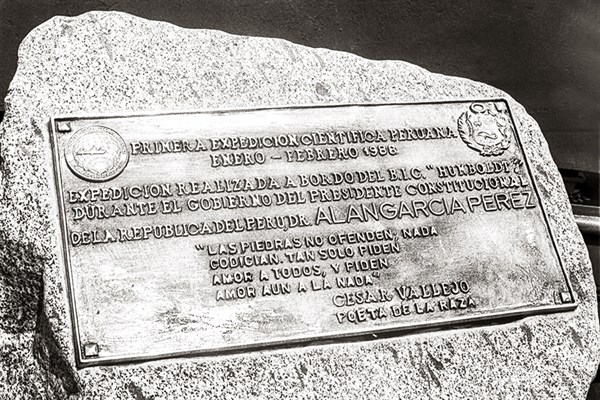 PRIMERA EXPEDICION CIENTIFICA PERUANA
ENERO - FEBRERO 1988
EXPEDICION REALIZADA A BORDO DEL B.I.C. "HUMBOLDT"
DURANTE EL GOBIERNO DEL PRESIDENTE CONSTITUCIONAL
DE LA REPUBLICA DEL PERU, DR. ALAN GARCIA PEREZ
"LAS PIEDRAS NO OFENDEN, NADA
CODICIAN. TAN SOLO PIDEN
AMOR A TODOS, Y PIDEN
AMOR AUN A LA NADA"
CESAR VALLEJO
POETA DE LA RAZA